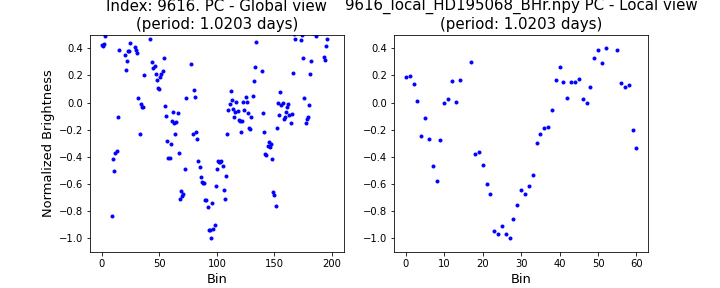 Index: 9616. PC - Global view
(period: 1.0203 days)
9616_local_HD195068_BHr.npy PC - Local view
(period: 1.0203 days)
Normalized Brightness
0.4
0.2
0.0
−0.2
−0.4
−0.6
−0.8
−1.0
0 50 100 150 200
Bin
0.4
0.2
0.0
−0.2
−0.4
−0.6
−0.8
−1.0
0 10 20 30 40 50 60
Bin